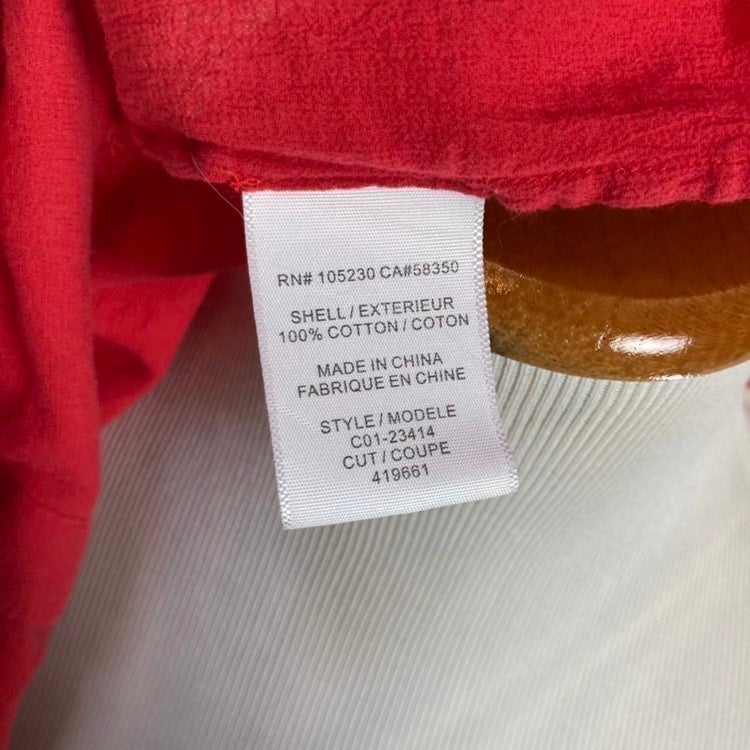 RN# 105230 CA#58350
SHELL / EXTERIEUR
100% COTTON / COTON
MADE IN CHINA
FABRIQUE EN CHINE
STYLE / MODELE
C01-23414
CUT / COUPE
419661